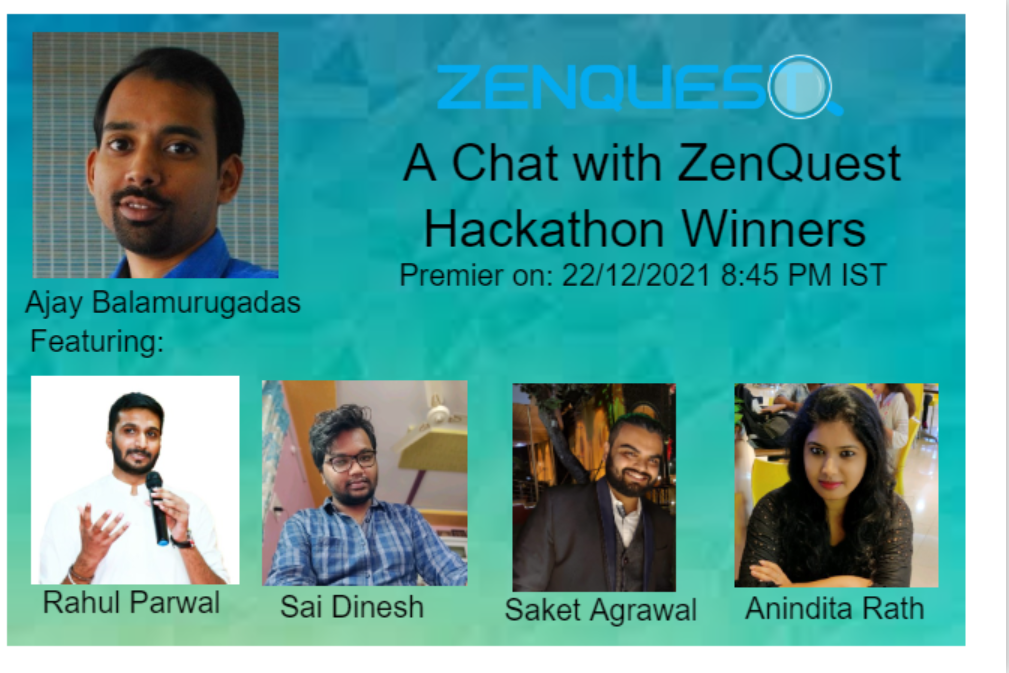 ZENQUEST
A Chat with ZenQuest
Hackathon Winners
Premier on: 22/12/2021 8:45 PM IST
Ajay Balamurugadas
Featuring:
Rahul Parwal
Sai Dinesh
Saket Agrawal
Anindita Rath